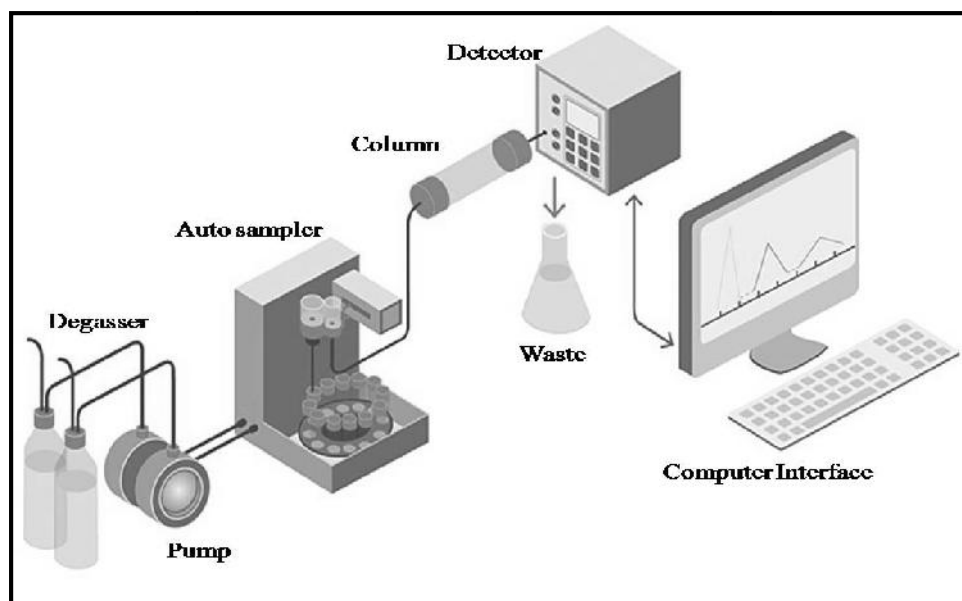 Detector
Column
Auto sampler
Degasser
Waste
Computer Interface
Pump